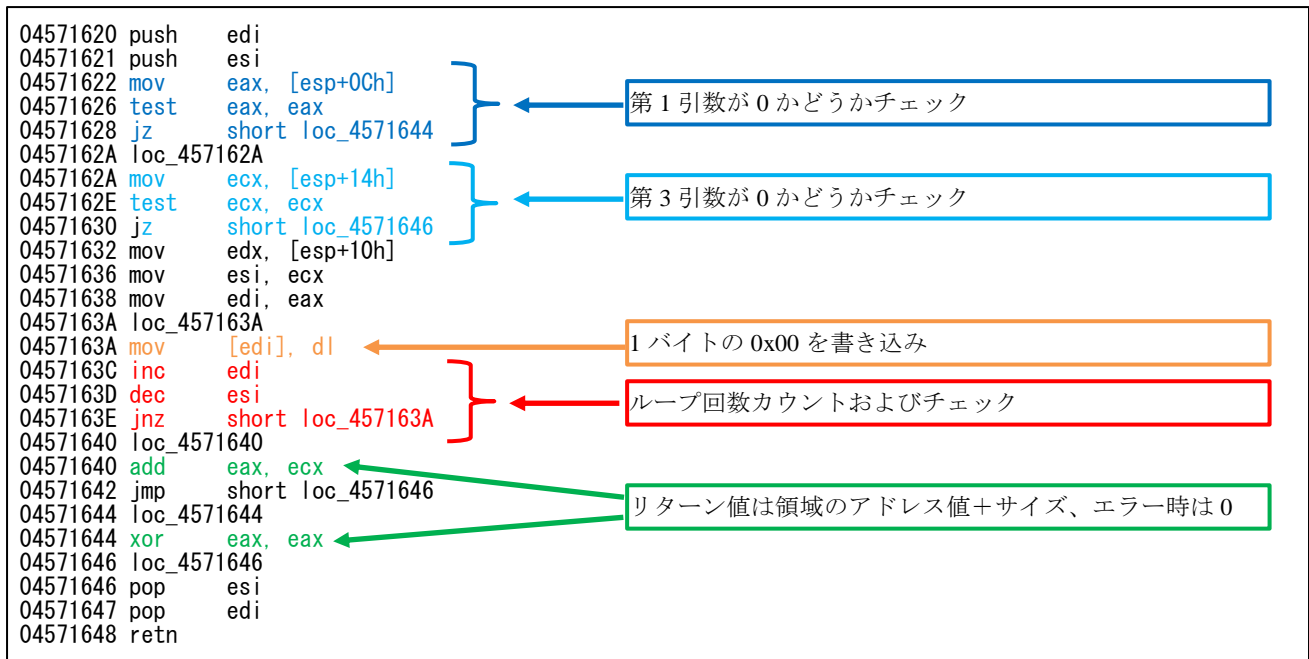 04571620 push edi
04571621 push esi
04571622 mov eax, [esp+0Ch]
04571626 test eax, eax
第1引数が0かどうかチェック
04571628 jz short loc_4571644
0457162A loc_457162A
0457162A mov ecx, [esp+14h]
0457162E test ecx, ecx
第3引数が0かどうかチェック
04571630 jz short loc_4571646
04571632 mov edx, [esp+10h]
04571636 mov esi, ecx
04571638 mov edi, eax
0457163A loc_457163A
0457163A mov [edi], dl
1バイトの0x00を書き込み
0457163C inc edi
0457163D dec esi
ループ回数カウントおよびチェック
0457163E jnz short loc_457163A
04571640 loc_4571640
04571640 add eax, ecx
04571642 jmp short loc_4571646
リターン値は領域のアドレス値＋サイズ、エラー時は0
04571644 loc_4571644
04571644 xor eax, eax
04571646 loc_4571646
04571646 pop esi
04571647 pop edi
04571648 retn